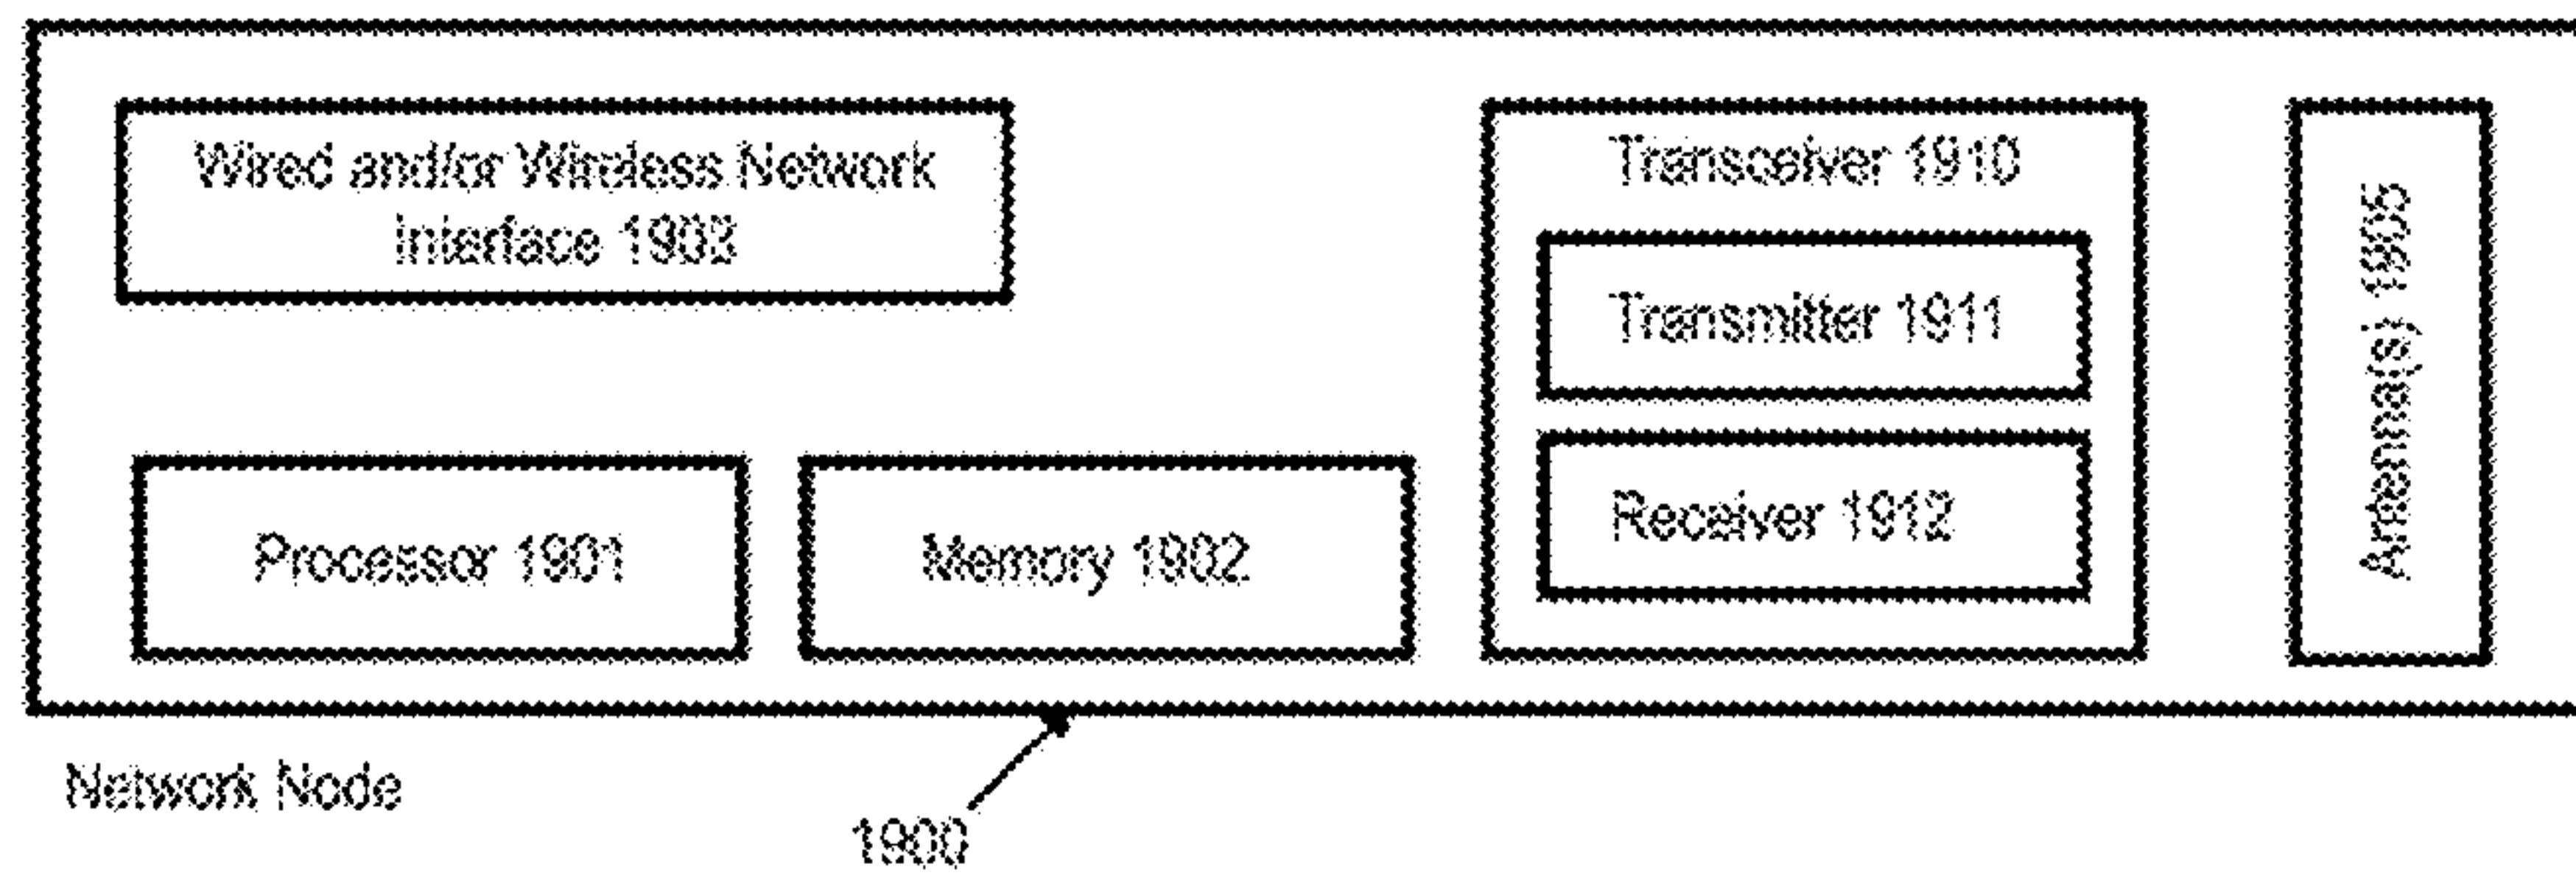 Wired and/or Wireless Network
Interface 1903
Transceiver 1910
Transmitter 1911
Receiver 1912
Antenna(s) 1905
Processor 1901
Memory 1902
Network Node
1900